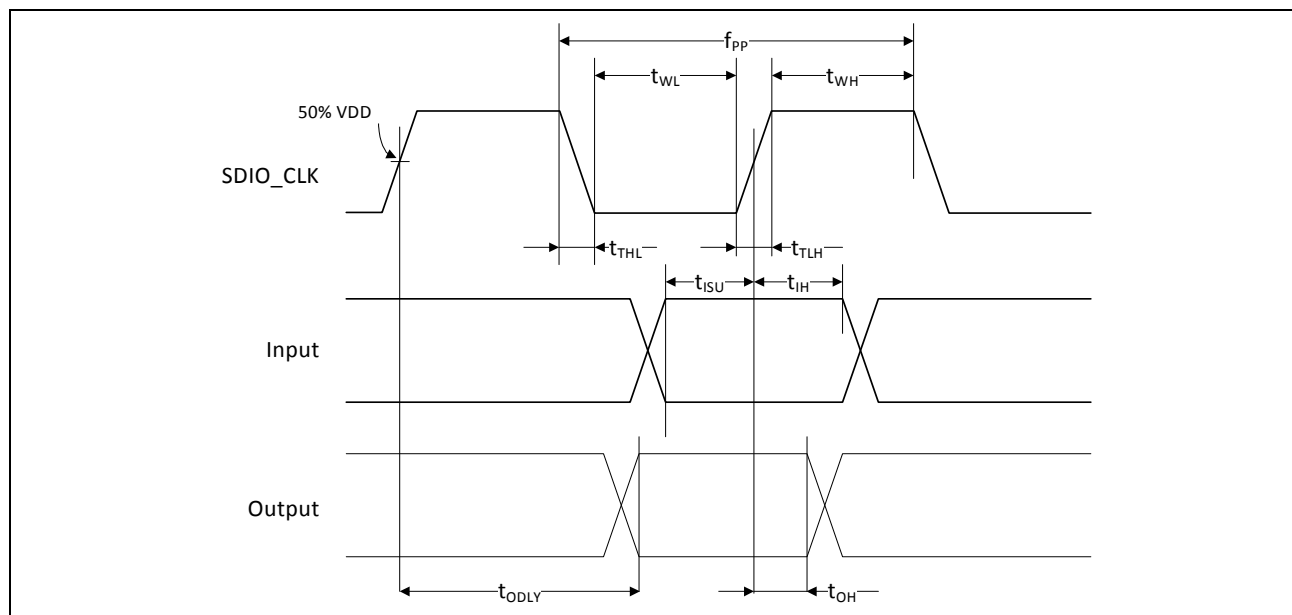 fPP
tWL
tWH
50% VDD
SDIO_CLK
tTHL
tTLH
tISU
tIH
Input
Output
tODLY
tOH